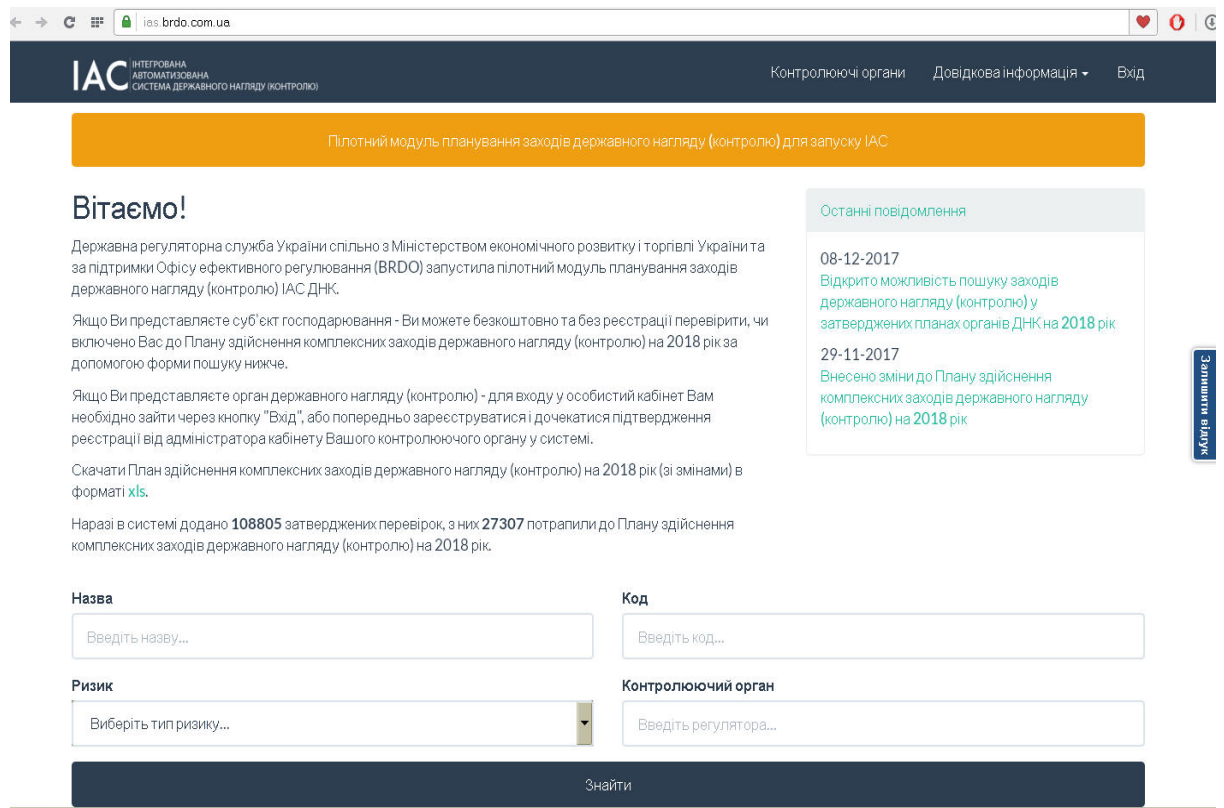 ias.brdo.com.ua
ІАС
ІНТЕГРОВАНА
АВТОМАТИЗОВАНА
СИСТЕМА ДЕРЖАВНОГО НАГЛЯДУ (КОНТРОЛЮ)
Контролюючі органи
Довідкова інформація
Вхід
Пілотний модуль планування заходів державного нагляду (контролю) для запуску ІАС
Вітаємо!
Державна регуляторна служба України спільно з Міністерством економічного розвитку і торгівлі України та
за підтримки Офісу ефективного регулювання (BRDO) запустила пілотний модуль планування заходів
державного нагляду (контролю) ІАС ДНК.
Якщо Ви представляєте суб'єкт господарювання - Ви можете безкоштовно та без реєстрації перевірити, чи
включено Вас до Плану здійснення комплексних заходів державного нагляду (контролю) на 2018 рік за
допомогою форми пошуку нижче.
Якщо Ви представляєте орган державного нагляду (контролю) - для входу у особистий кабінет Вам
необхідно зайти через кнопку "Вхід", або попередньо зареєструватися і дочекатися підтвердження
реєстрації від адміністратора кабінету Вашого контролюючого органу у системі.
Скачати План здійснення комплексних заходів державного нагляду (контролю) на 2018 рік (зі змінами) в
форматі xls.
Наразі в системі додано 108805 затверджених перевірок, з них 27307 потрапили до Плану здійснення
комплексних заходів державного нагляду (контролю) на 2018 рік.
Останні повідомлення
08-12-2017
Відкрито можливість пошуку заходів
державного нагляду (контролю) у
затверджених планах органів ДНК на 2018 рік
29-11-2017
Внесено зміни до Плану здійснення
комплексних заходів державного нагляду
(контролю) на 2018 рік
Залишити відгук
Назва
Код
Введіть назву...
Введіть код...
Ризик
Контролюючий орган
Виберіть тип ризику...
Введіть регулятора...
Знайти